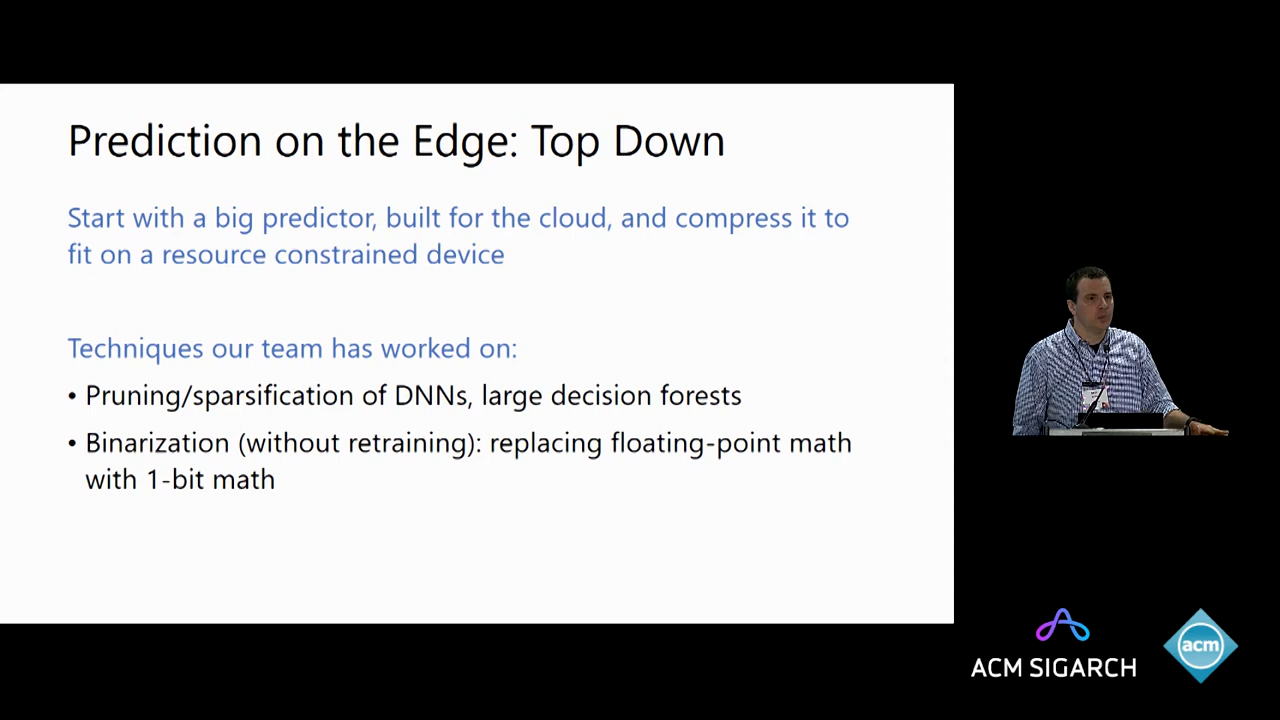 Prediction on the Edge: Top Down
Start with a big predictor, built for the cloud, and compress it to
fit on a resource constrained device
Techniques our team has worked on:
• Pruning/sparsification of DNNs, large decision forests
• Binarization (without retraining): replacing floating-point math
with 1-bit math
ACM SIGARCH
acm